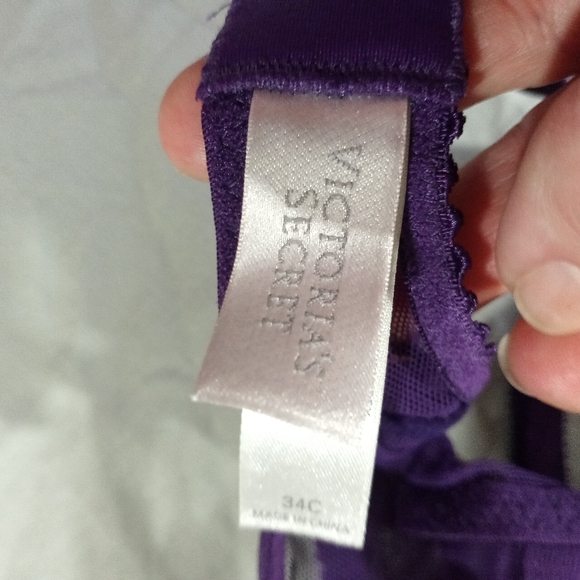 VICTORIA'S
SECRET
34C
MADE IN CHINA